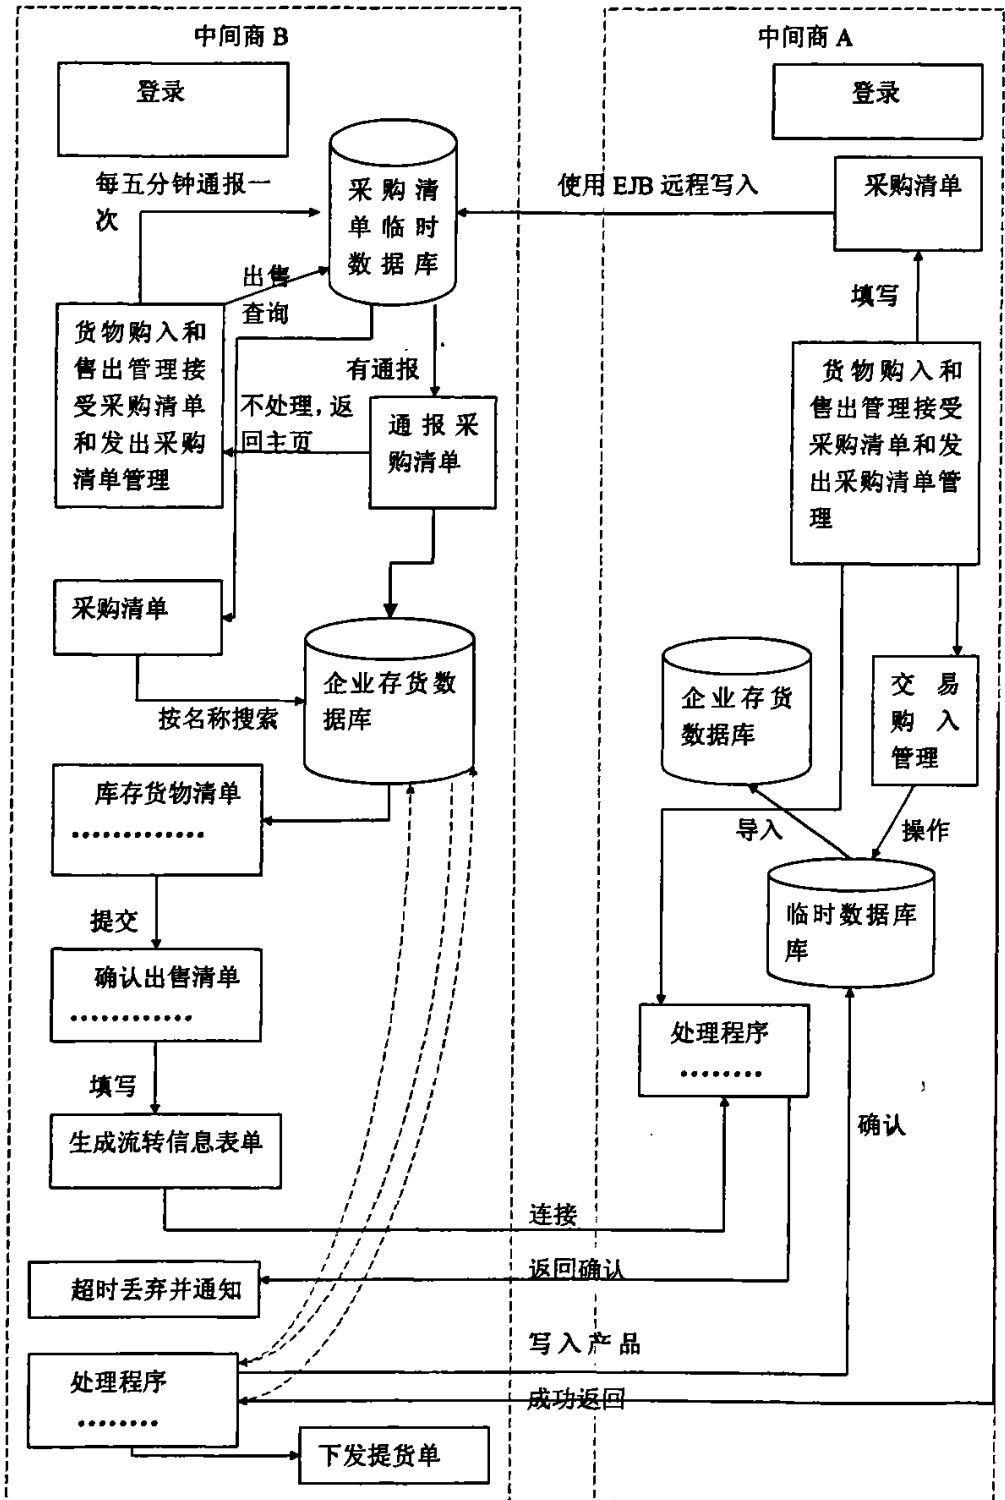 中间商 B
登录
每五分钟通报一
次
采购清
单临时
数据库
出售
查询
货物购入和
售出管理接
受采购清单
和发出采购
清单管理
有通报
不处理,返
回主页
通报采
购清单
采购清单
按名称搜索
企业存货数
据库
库存货物清单
.............
提交
确认出售清单
............
填写
生成流转信息表单
超时丢弃并通知
处理程序
........
下发提货单
使用 EJB 远程写入
连接
返回确认
写入产品
成功返回
中间商 A
登录
采购清单
填写
货物购入和
售出管理接受
采购清单和发
出采购清单管
理
企业存货
数据库
交易
购入
管理
导入
操作
临时数据库
库
处理程序
........
确认